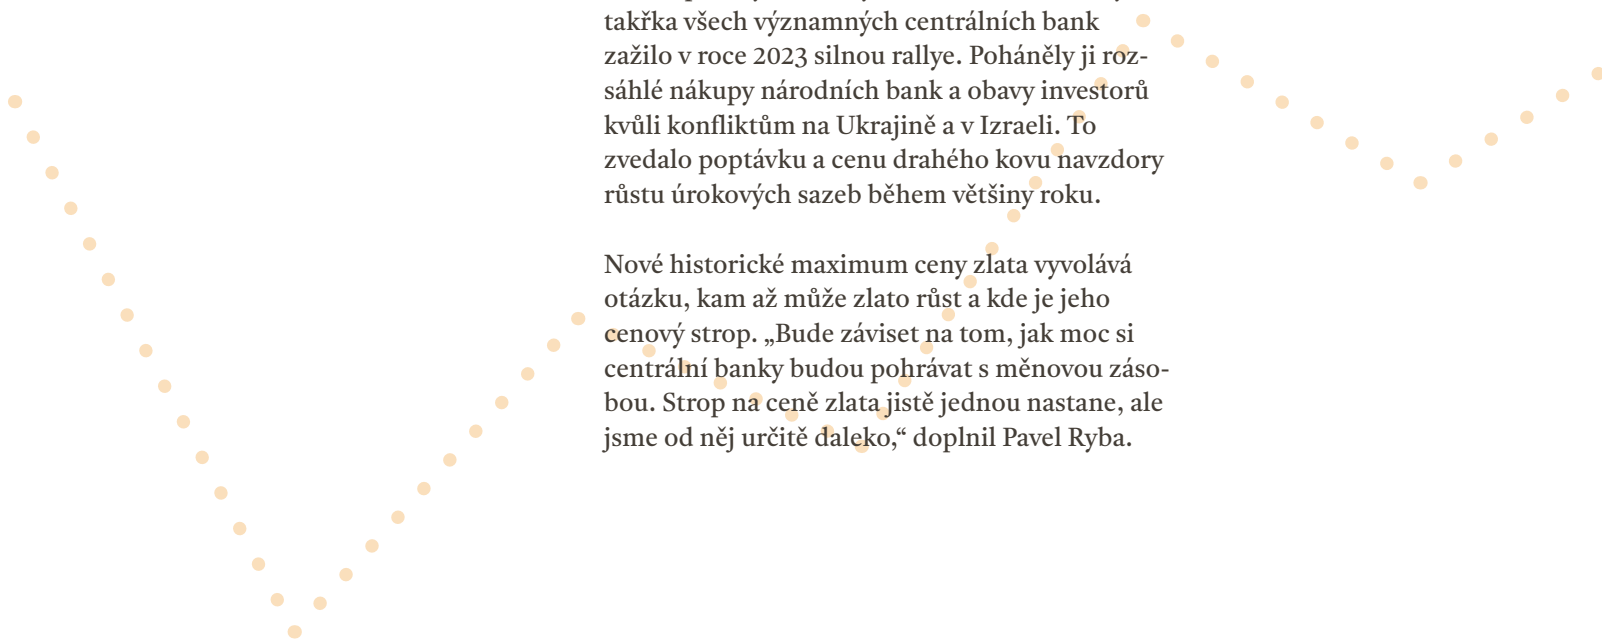 takřka všech významných centrálních bank
zažilo v roce 2023 silnou rallye. Poháněly ji roz-
sáhlé nákupy národních bank a obavy investorů
kvůli konfliktům na Ukrajině a v Izraeli. To
zvedalo poptávku a cenu drahého kovu navzdory
růstu úrokových sazeb během většiny roku.
Nové historické maximum ceny zlata vyvolává
otázku, kam až může zlato růst a kde je jeho
cenový strop. „Bude záviset na tom, jak moc si
centrální banky budou pohrávat s měnovou záso-
bou. Strop na ceně zlata jistě jednou nastane, ale
jsme od něj určitě daleko,“ doplnil Pavel Ryba.